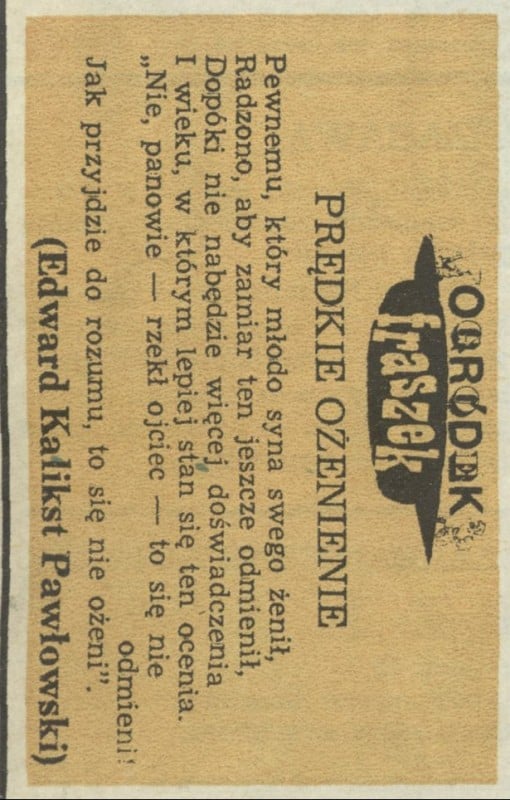 OGRÓDEK
fraszek
PRĘDKIE OŻENIENIE
Pewnemu, który młodo syna swego żenił,
Radzono, aby zamiar ten jeszcze odmienił,
Dopóki nie nabędzie więcej doświadczenia
I wieku, w którym lepiej stan się ten ocenia.
„Nie, panowie — rzekł ojciec — to się nie
odmieni!
Jak przyjdzie do rozumu, to się nie ożeni”.
(Edward Kalikst Pawłowski)